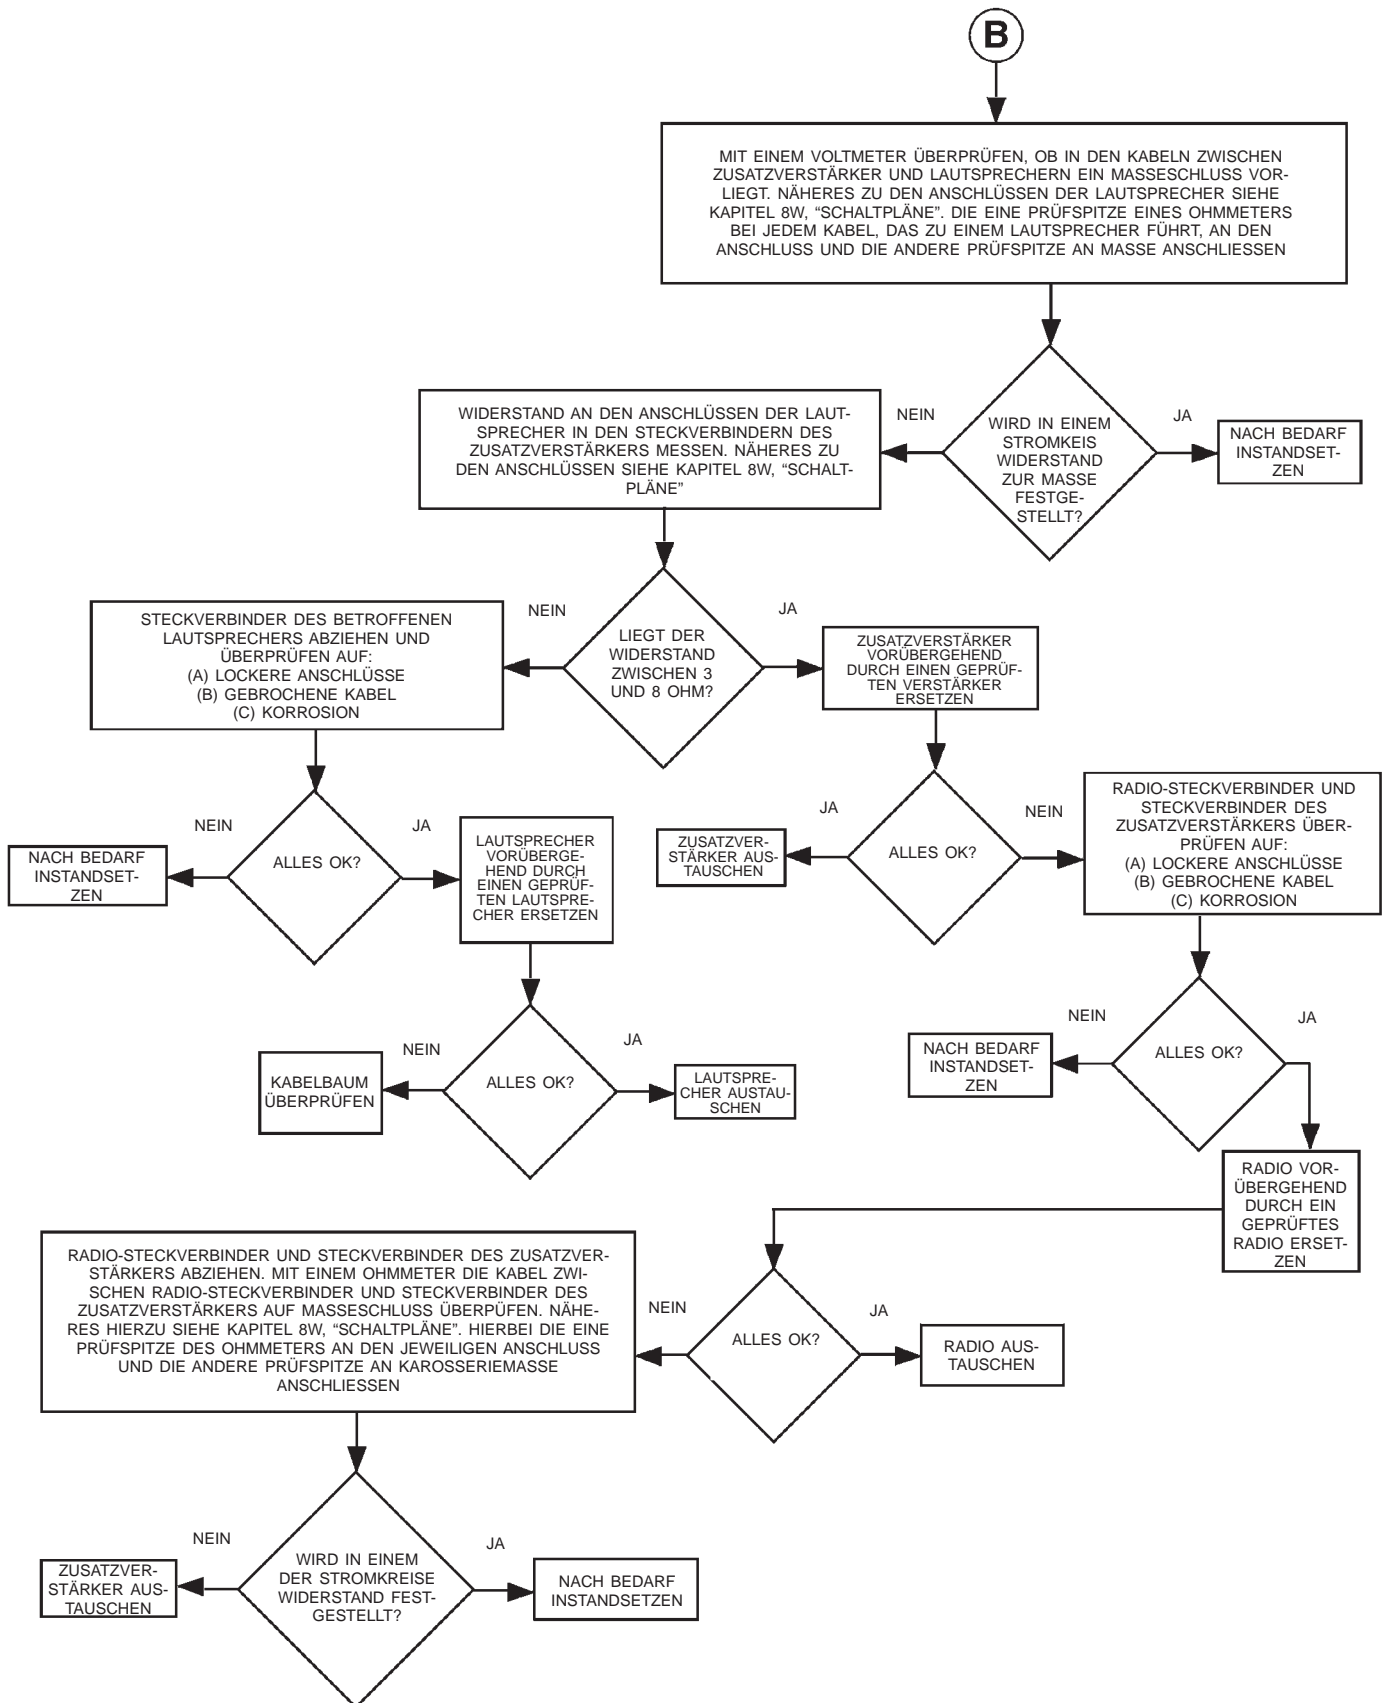 B
MIT EINEM VOLTMETER ÜBERPRÜFEN, OB IN DEN KABELN ZWISCHEN
ZUSATZVERSTÄRKER UND LAUTSPRECHERN EIN MASSESCHLUSS VOR-
LIEGT. NÄHERES ZU DEN ANSCHLÜSSEN DER LAUTSPRECHER SIEHE
KAPITEL 8W, “SCHALTPLÄNE”. DIE EINE PRÜFSPITZE EINES OHMMETERS
BEI JEDEM KABEL, DAS ZU EINEM LAUTSPRECHER FÜHRT, AN DEN
ANSCHLUSS UND DIE ANDERE PRÜFSPITZE AN MASSE ANSCHLIESSEN
WIRD IN EINEM
STROMKEIS
WIDERSTAND
ZUR MASSE
FESTGE-
STELLT?
NEIN
JA
NACH BEDARF
INSTANDSET-
ZEN
WIDERSTAND AN DEN ANSCHLÜSSEN DER LAUT-
SPRECHER IN DEN STECKVERBINDERN DES
ZUSATZVERSTÄRKERS MESSEN. NÄHERES ZU
DEN ANSCHLÜSSEN SIEHE KAPITEL 8W, “SCHALT-
PLÄNE”
LIEGT DER
WIDERSTAND
ZWISCHEN 3
UND 8 OHM?
NEIN
JA
STECKVERBINDER DES BETROFFENEN
LAUTSPRECHERS ABZIEHEN UND
ÜBERPRÜFEN AUF:
(A) LOCKERE ANSCHLÜSSE
(B) GEBROCHENE KABEL
(C) KORROSION
ZUSATZVERSTÄRKER
VORÜBERGEHEND
DURCH EINEN GEPRÜF-
TEN VERSTÄRKER
ERSETZEN
ALLES OK?
NEIN
JA
NACH BEDARF
INSTANDSET-
ZEN
LAUTSPRECHER
VORÜBERGE-
HEND DURCH
EINEN GEPRÜF-
TEN LAUTSPRE-
CHER ERSETZEN
ALLES OK?
JA
NEIN
ZUSATZVER-
STÄRKER AUS-
TAUSCHEN
RADIO-STECKVERBINDER UND
STECKVERBINDER DES
ZUSATZVERSTÄRKERS ÜBER-
PRÜFEN AUF:
(A) LOCKERE ANSCHLÜSSE
(B) GEBROCHENE KABEL
(C) KORROSION
ALLES OK?
NEIN
JA
KABELBAUM
ÜBERPRÜFEN
LAUTSPRE-
CHER AUSTAU-
SCHEN
ALLES OK?
NEIN
JA
NACH BEDARF
INSTANDSET-
ZEN
RADIO VOR-
ÜBERGEHEND
DURCH EIN
GEPRÜFTES
RADIO ERSET-
ZEN
ALLES OK?
NEIN
JA
RADIO AUS-
TAUSCHEN
RADIO-STECKVERBINDER UND STECKVERBINDER DES ZUSATZVER-
STÄRKERS ABZIEHEN. MIT EINEM OHMMETER DIE KABEL ZWI-
SCHEN RADIO-STECKVERBINDER UND STECKVERBINDER DES
ZUSATZVERSTÄRKERS AUF MASSESCHLUSS ÜBERPÜFEN. NÄHE-
RES HIERZU SIEHE KAPITEL 8W, “SCHALTPLÄNE”. HIERBEI DIE EINE
PRÜFSPITZE DES OHMMETERS AN DEN JEWEILIGEN ANSCHLUSS
UND DIE ANDERE PRÜFSPITZE AN KAROSSERIEMASSE
ANSCHLIESSEN
WIRD IN EINEM
DER STROMKREISE
WIDERSTAND FEST-
GESTELLT?
NEIN
JA
ZUSATZVER-
STÄRKER AUS-
TAUSCHEN
NACH BEDARF
INSTANDSETZEN